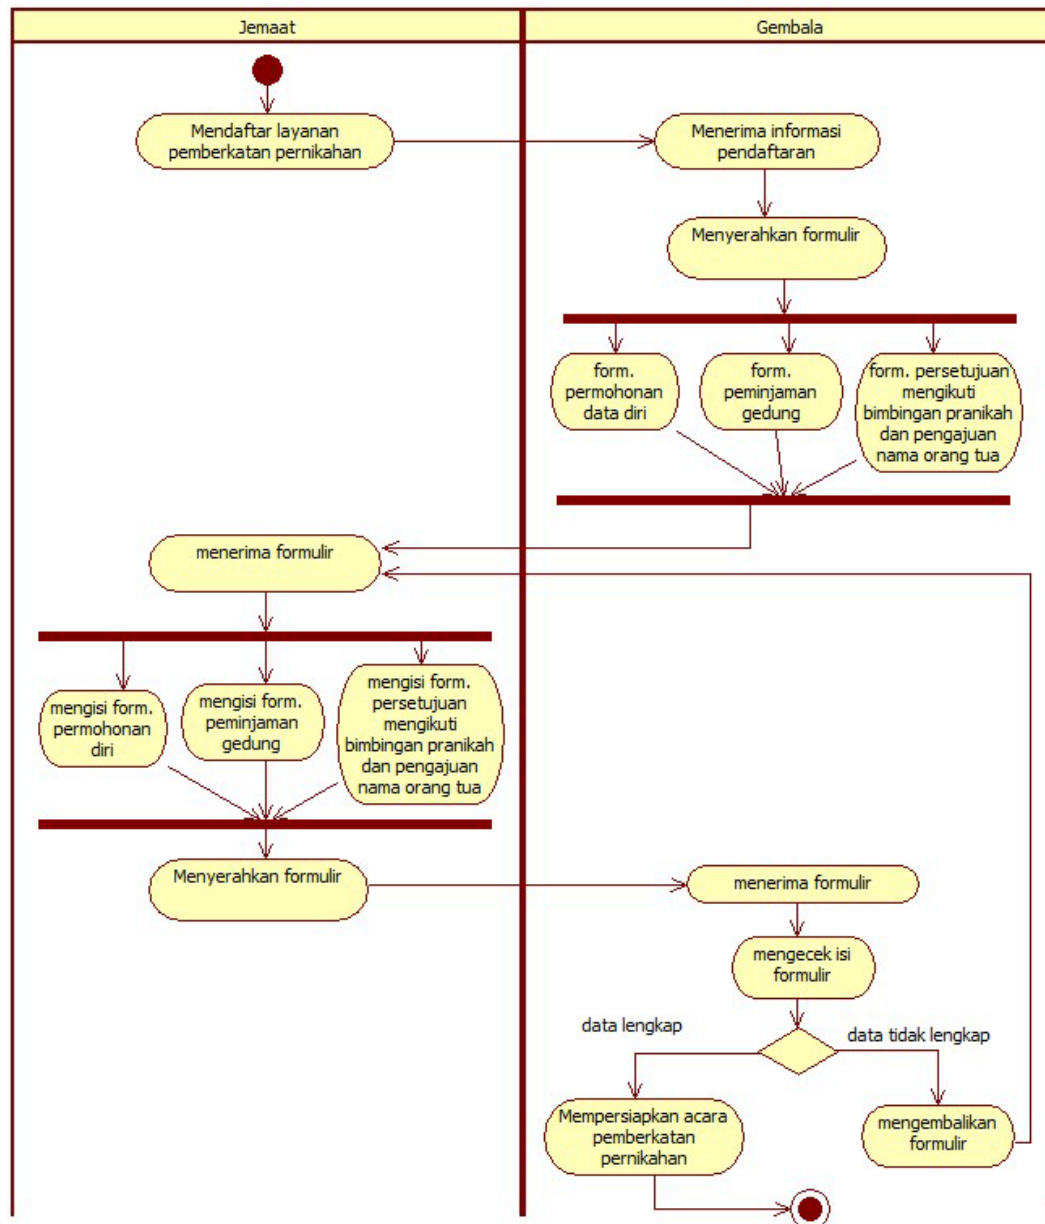 Jemaat
Gembala
Mendaftar layanan
pemberkatan pernikahan
Menerima informasi
pendaftaran
Menyerahkan formulir
form.
permohonan
data diri
form.
peminjaman
gedung
form. persetujuan
mengikuti
bimbingan pranikah
dan pengajuan
nama orang tua
menerima formulir
mengisi form.
permohonan
diri
mengisi form.
peminjaman
gedung
mengisi form.
persetujuan
mengikuti
bimbingan pranikah
dan pengajuan
nama orang tua
Menyerahkan formulir
menerima formulir
mengecek isi
formulir
data lengkap
data tidak lengkap
Mempersiapkan acara
pemberkatan
pernikahan
mengembalikan
formulir